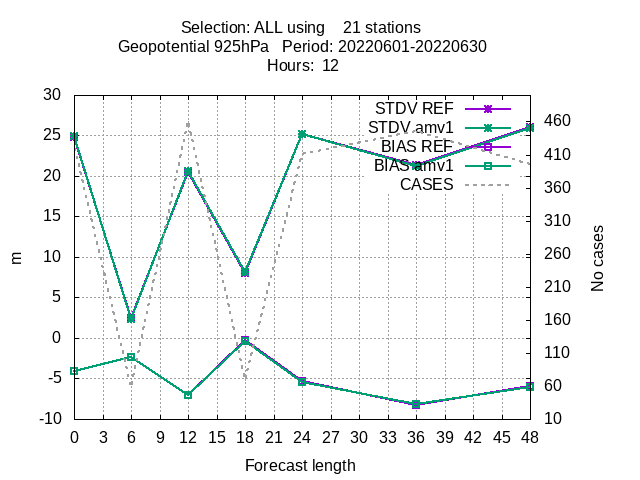 Selection: ALL using    21 stations
Geopotential 925hPa   Period: 20220601-20220630
Hours:  12
STDV REF
STDV amv1
BIAS REF
BIAS amv1
CASES
30
25
20
15
10
5
0
-5
-10
m
460
410
360
310
260
210
160
110
60
10
No cases
0 3 6 9 12 15 18 21 24 27 30 33 36 39 42 45 48
Forecast length